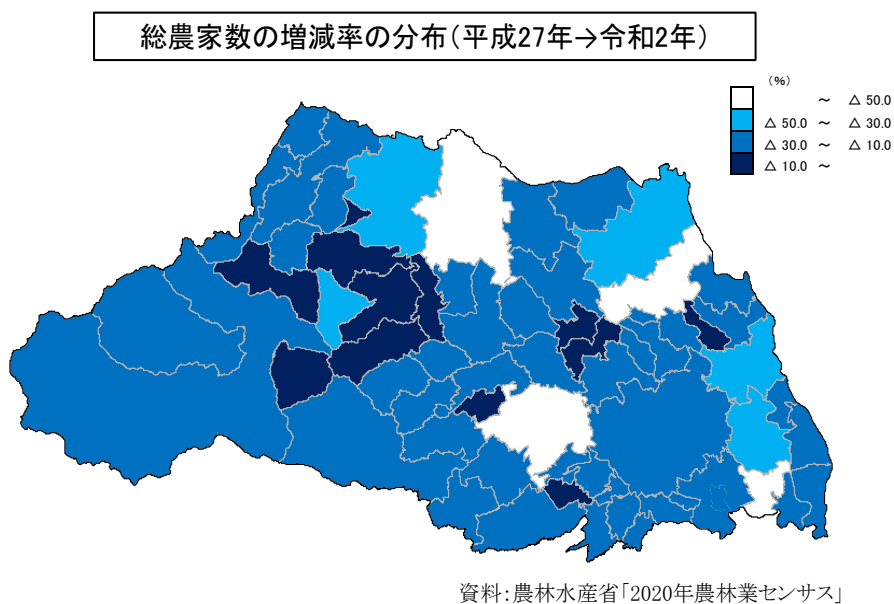 総農家数の増減率の分布(平成27年→令和2年)
(%)
～ △ 50.0
△ 50.0 ～ △ 30.0
△ 30.0 ～ △ 10.0
△ 10.0 ～
資料:農林水産省「2020年農林業センサス」